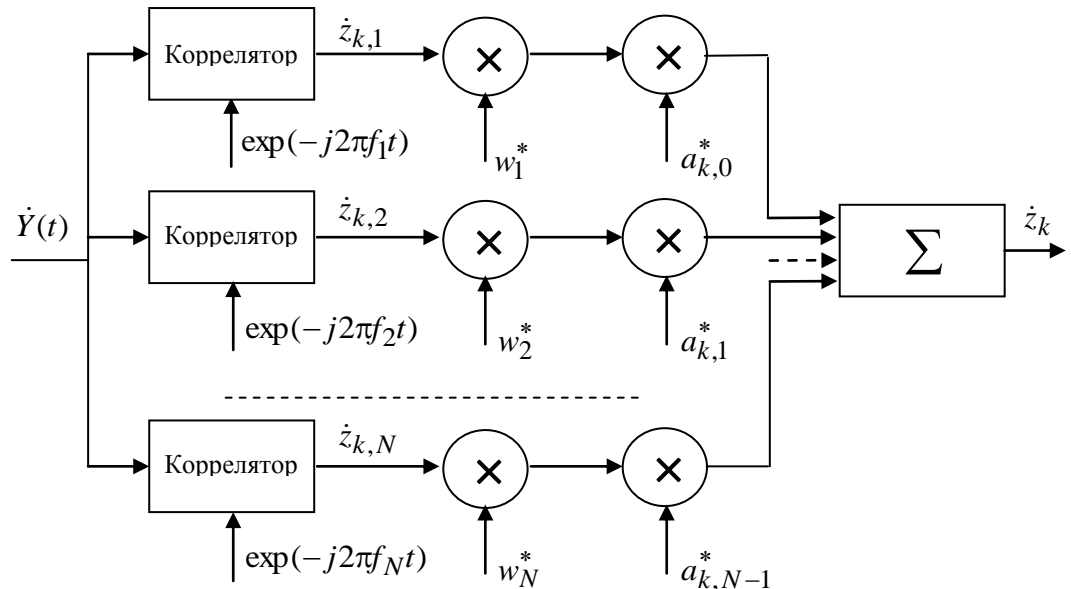 Коррелятор
ż_{k,1}
×
×
exp(−j2πf_1t)
w_1^*
a_{k,0}^*
Ẏ(t)
Коррелятор
ż_{k,2}
×
×
Σ
ż_k
exp(−j2πf_2t)
w_2^*
a_{k,1}^*
Коррелятор
ż_{k,N}
×
×
exp(−j2πf_Nt)
w_N^*
a_{k,N−1}^*